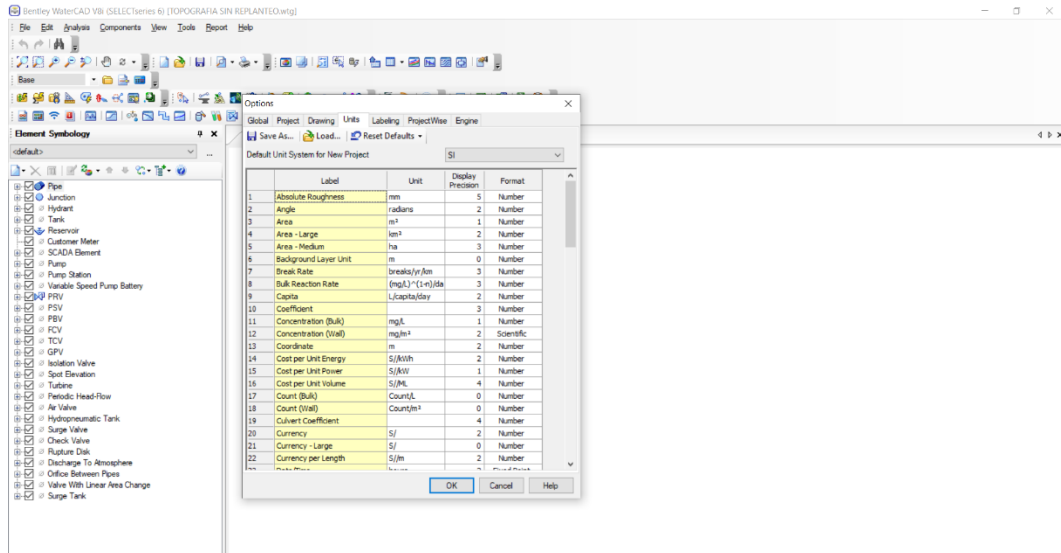 Bentley WaterCAD V8i (SELECTseries 6) [TOPOGRAFIA SIN REPLANTEO.wtg]
File Edit Analysis Components View Tools Report Help
Base
Element Symbology
<default>
Pipe
Junction
Hydrant
Tank
Reservoir
Customer Meter
SCADA Element
Pump
Pump Station
Variable Speed Pump Battery
PRV
PSV
PBV
FCV
TCV
GPV
Isolation Valve
Spot Elevation
Turbine
Periodic Head-Flow
Air Valve
Hydropneumatic Tank
Surge Valve
Check Valve
Rupture Disk
Discharge To Atmosphere
Orifice Between Pipes
Valve With Linear Area Change
Surge Tank
Options
Global Project Drawing Units Labeling ProjectWise Engine
Save As... Load... Reset Defaults
Default Unit System for New Project SI
Label Unit Display Precision Format
1 Absolute Roughness mm 5 Number
2 Angle radians 2 Number
3 Area m² 1 Number
4 Area - Large km² 2 Number
5 Area - Medium ha 3 Number
6 Background Layer Unit m 0 Number
7 Break Rate breaks/yr/km 3 Number
8 Bulk Reaction Rate (mg/L)^(1-n)/da 3 Number
9 Capita L/capita/day 2 Number
10 Coefficient 3 Number
11 Concentration (Bulk) mg/L 1 Number
12 Concentration (Wall) mg/m² 2 Scientific
13 Coordinate m 2 Number
14 Cost per Unit Energy S//kWh 2 Number
15 Cost per Unit Power S//kW 1 Number
16 Cost per Unit Volume S//ML 4 Number
17 Count (Bulk) Count/L 0 Number
18 Count (Wall) Count/m² 0 Number
19 Culvert Coefficient 4 Number
20 Currency S/ 2 Number
21 Currency - Large S/ 0 Number
22 Currency per Length S//m 2 Number
OK Cancel Help